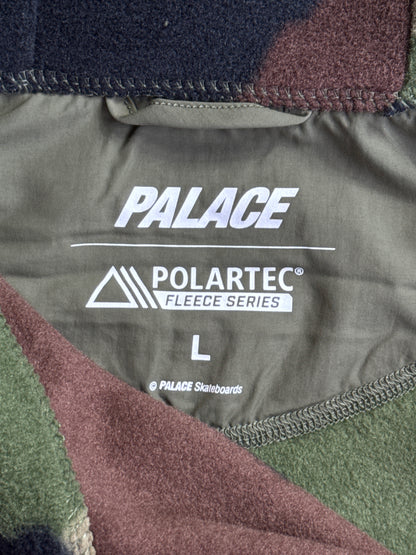 PALACE
POLARTEC®
FLEECE SERIES
L
© PALACE Skateboards